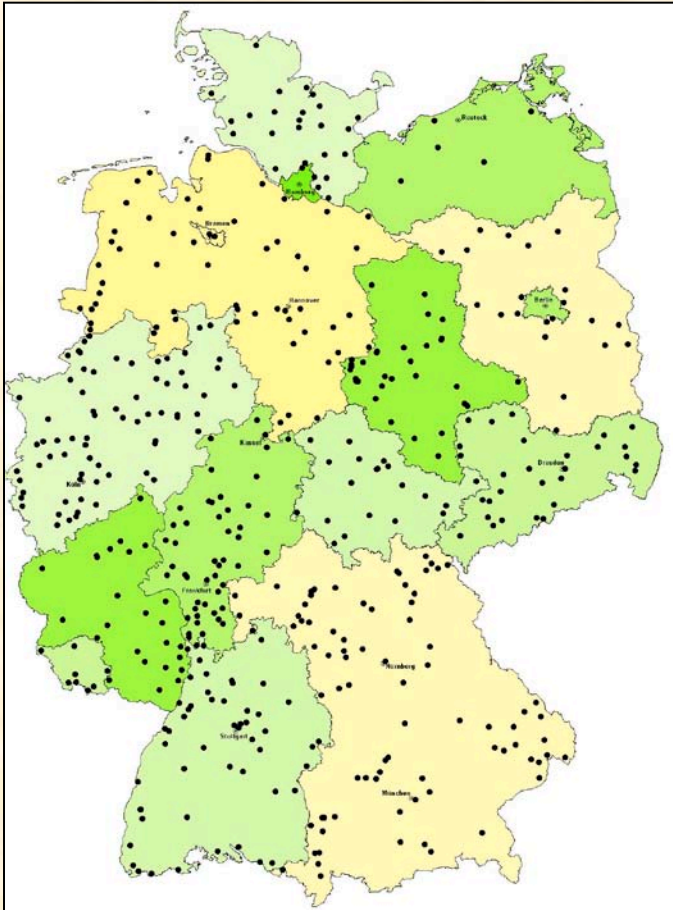 Rostock
Hamburg
Bremen
Hannover
Berlin
Kassel
Köln
Dresden
Frankfurt
Nürnberg
Stuttgart
München